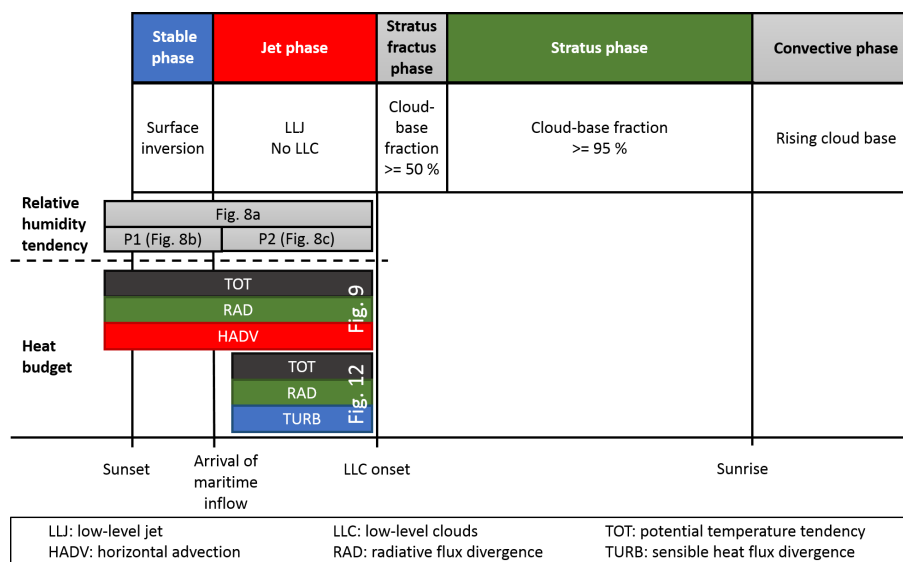 Stable
phase
Jet phase
Stratus
fractus
phase
Stratus phase
Convective phase
Surface
inversion
LLJ
No LLC
Cloud-
base
fraction
>= 50 %
Cloud-base fraction
>= 95 %
Rising cloud base
Relative
humidity
tendency
Fig. 8a
P1 (Fig. 8b)
P2 (Fig. 8c)
Heat
budget
TOT
RAD
HADV
Fig. 9
TOT
RAD
TURB
Fig. 12
Sunset
Arrival of
maritime
inflow
LLC onset
Sunrise
LLJ: low-level jet
LLC: low-level clouds
TOT: potential temperature tendency
HADV: horizontal advection
RAD: radiative flux divergence
TURB: sensible heat flux divergence